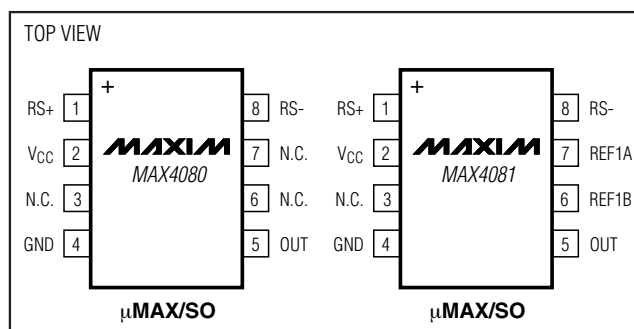 TOP VIEW
+
RS+ 1
8 RS-
VCC 2
MAXIM
7 N.C.
MAX4080
N.C. 3
6 N.C.
GND 4
5 OUT
µMAX/SO
+
RS+ 1
8 RS-
VCC 2
MAXIM
7 REF1A
MAX4081
N.C. 3
6 REF1B
GND 4
5 OUT
µMAX/SO